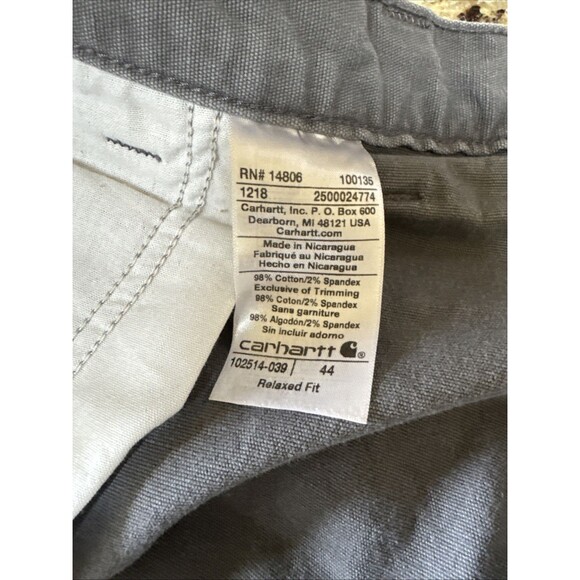 RN# 14806 100135
1218 2500024774
Carhartt, Inc. P. O. Box 600
Dearborn, MI 48121 USA
Carhartt.com
Made in Nicaragua
Fabriqué au Nicaragua
Hecho en Nicaragua
98% Cotton/2% Spandex
Exclusive of Trimming
98% Coton/2% Spandex
Sans garniture
98% Algodón/2% Spandex
Sin incluir adorno
carhartt ®
102514-039 44
Relaxed Fit